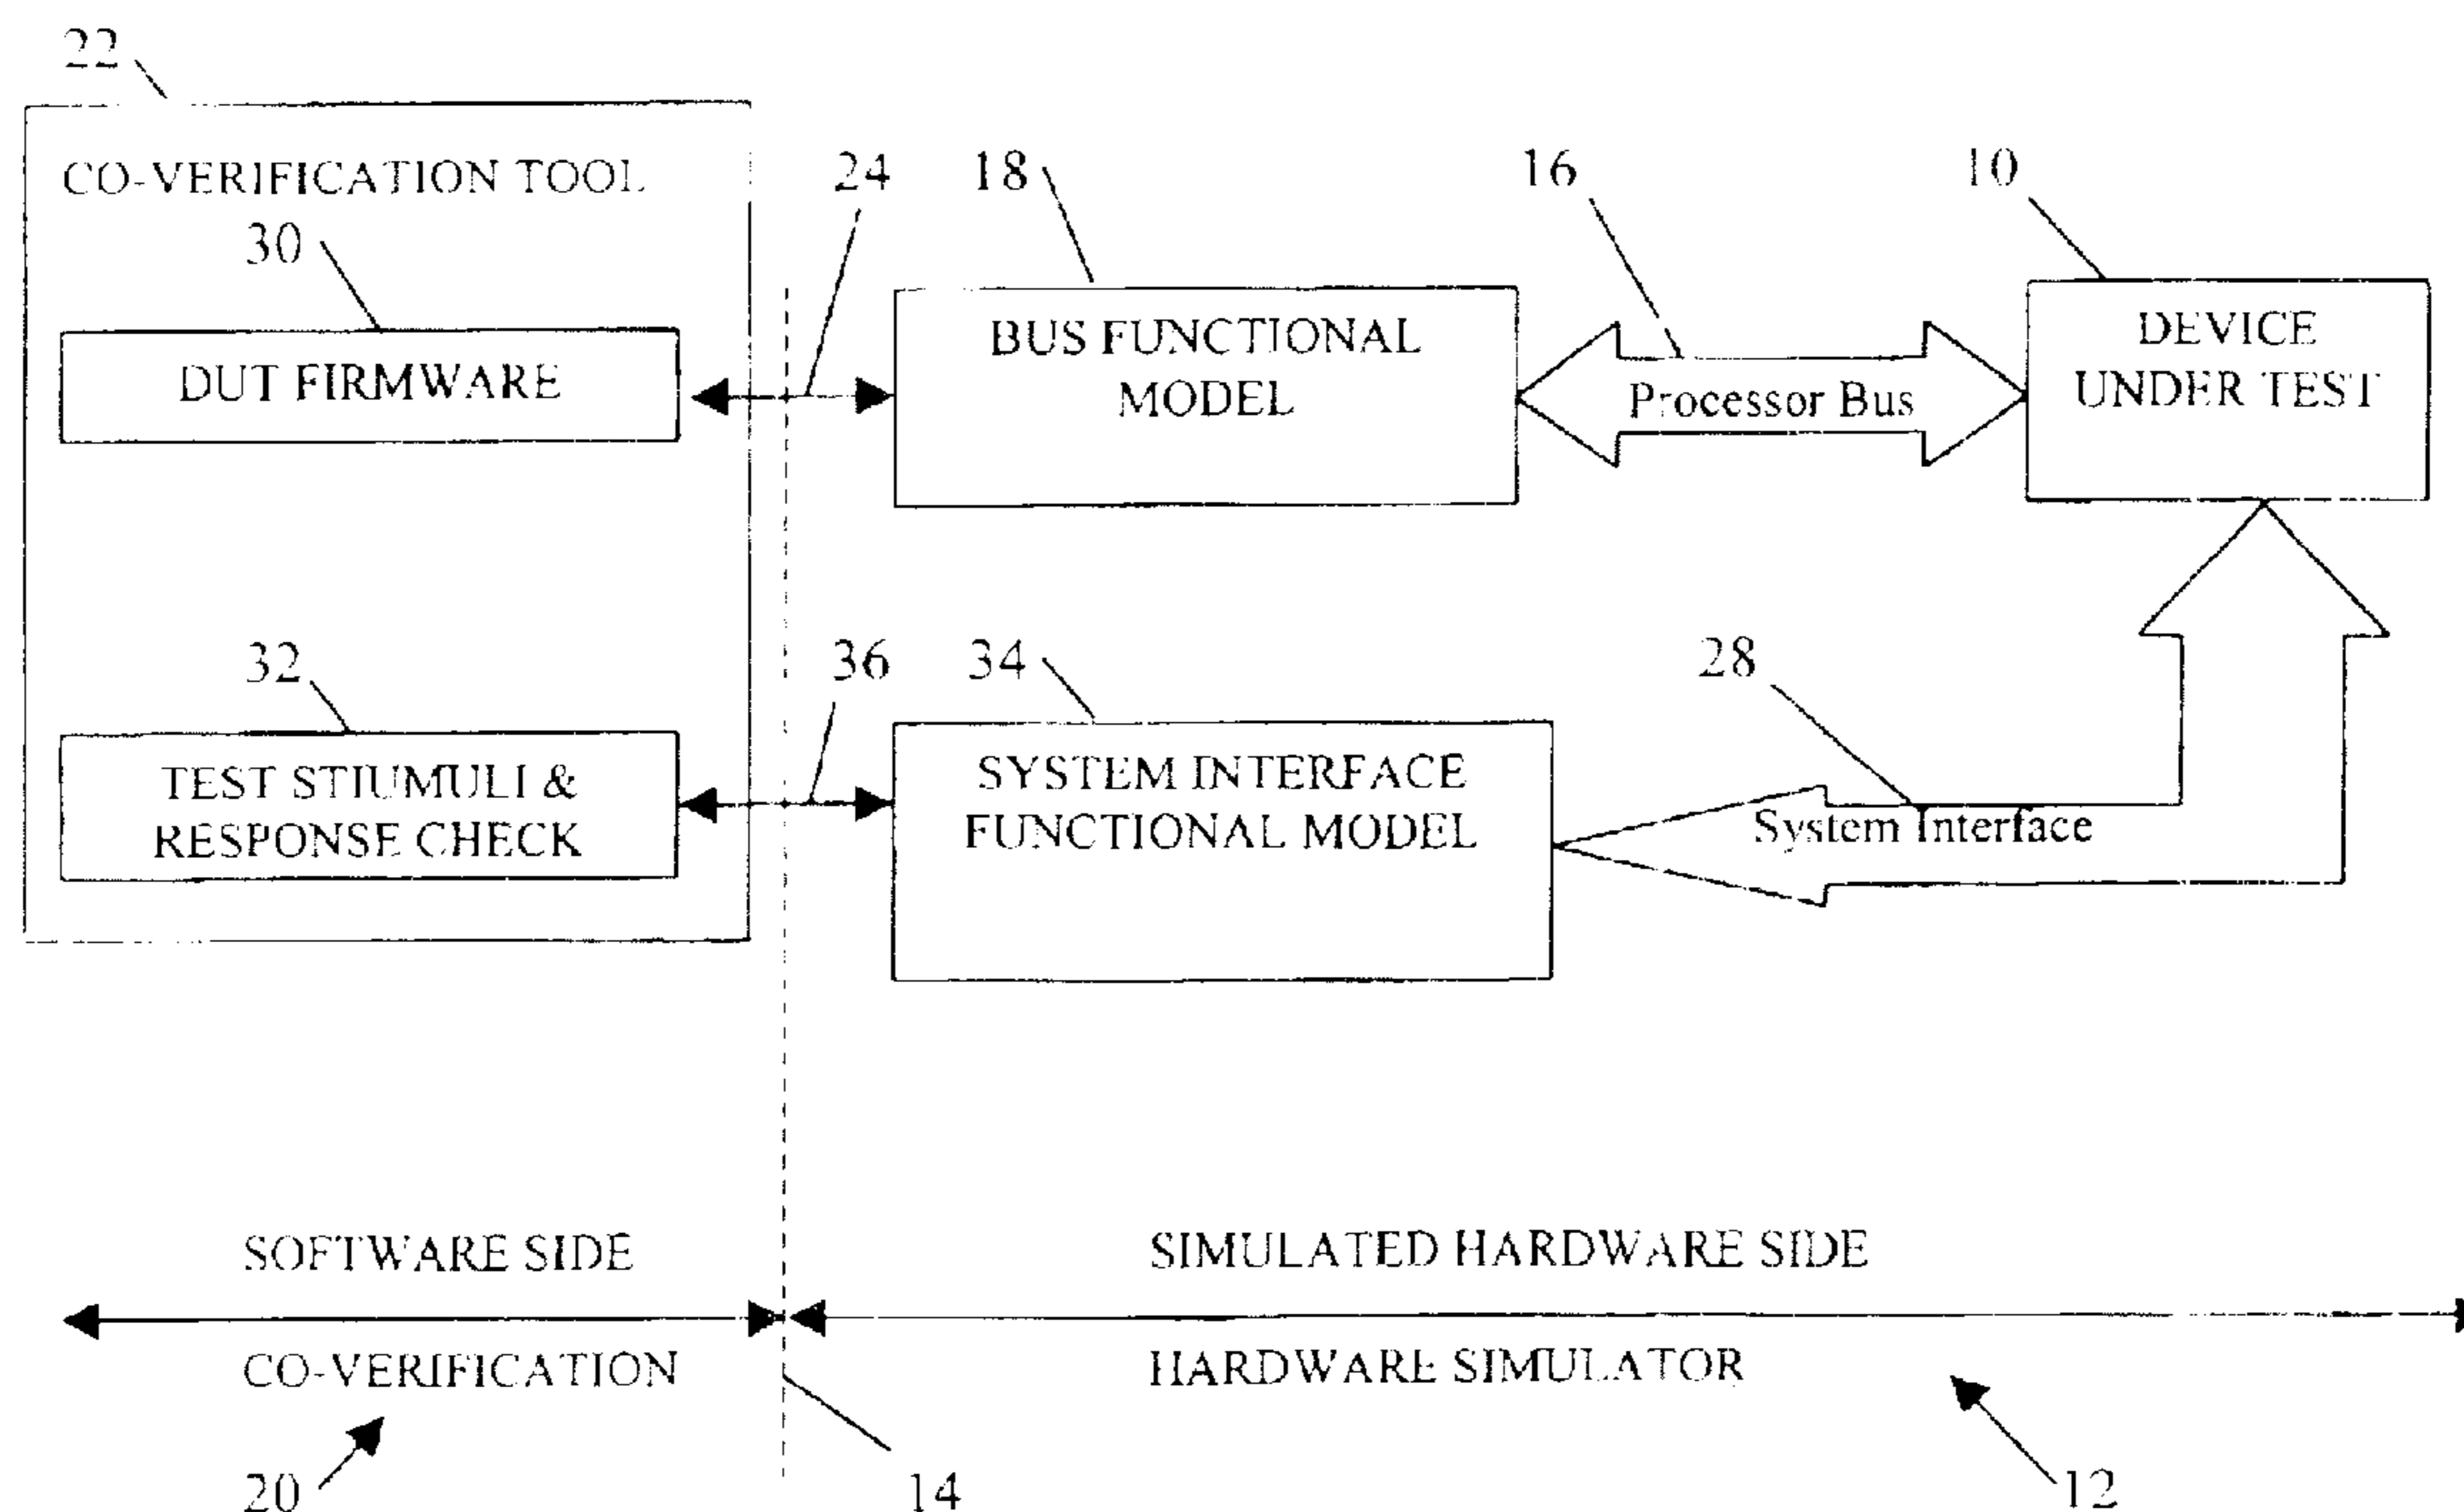 22
CO-VERIFICATION TOOL
24
18
16
10
30
DUT FIRMWARE
BUS FUNCTIONAL
MODEL
Processor Bus
DEVICE
UNDER TEST
32
36
34
28
TEST STIUMULI &
RESPONSE CHECK
SYSTEM INTERFACE
FUNCTIONAL MODEL
System Interface
SOFTWARE SIDE
SIMULATED HARDWARE SIDE
CO-VERIFICATION
HARDWARE SIMULATOR
20
14
12